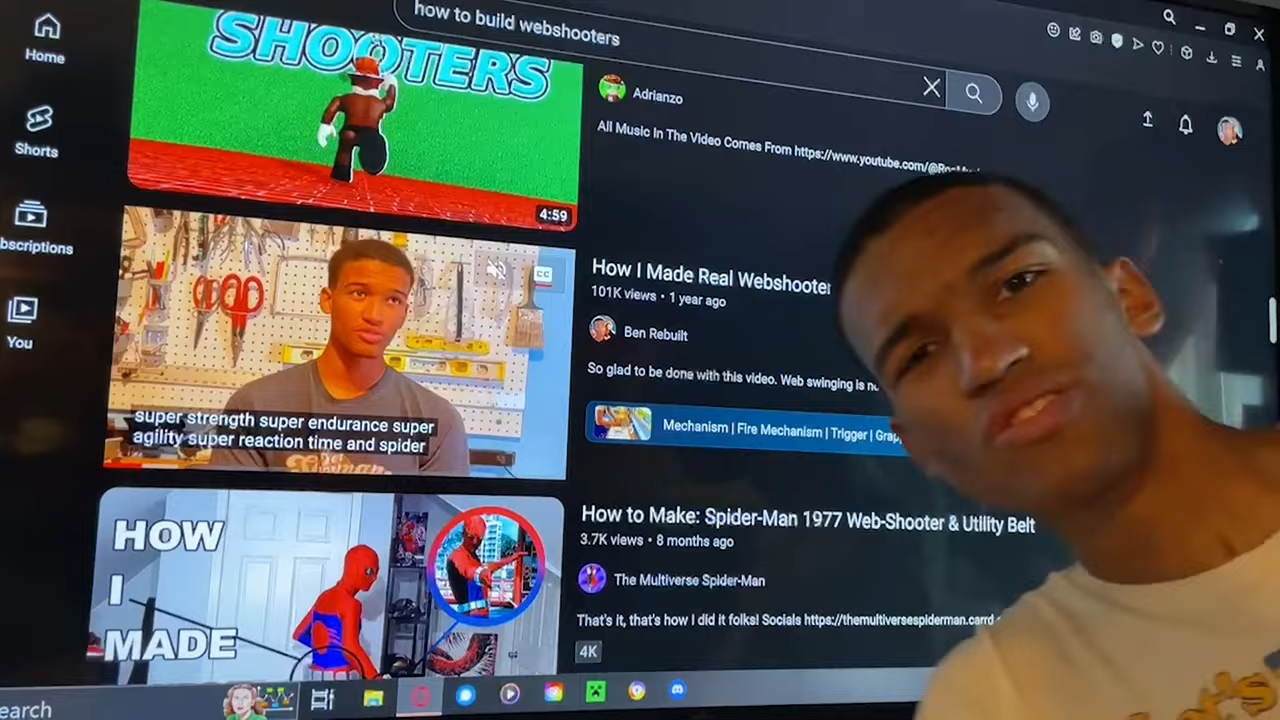 how to build webshooters
Home
Shorts
bscriptions
You
SHOOTERS
4:59
Adrianzo
All Music In The Video Comes From https://www.youtube.com/
super strength super endurance super
agility super reaction time and spider
CC
How I Made Real Webshooter
101K views • 1 year ago
Ben Rebuilt
So glad to be done with this video. Web swinging is
Mechanism | Fire Mechanism | Trigger |
HOW
I
MADE
How to Make: Spider-Man 1977 Web-Shooter & Utility Belt
3.7K views • 8 months ago
The Multiverse Spider-Man
That's it, that's how I did it folks! Socials https://themultiversespiderman.carrd
4K
earch